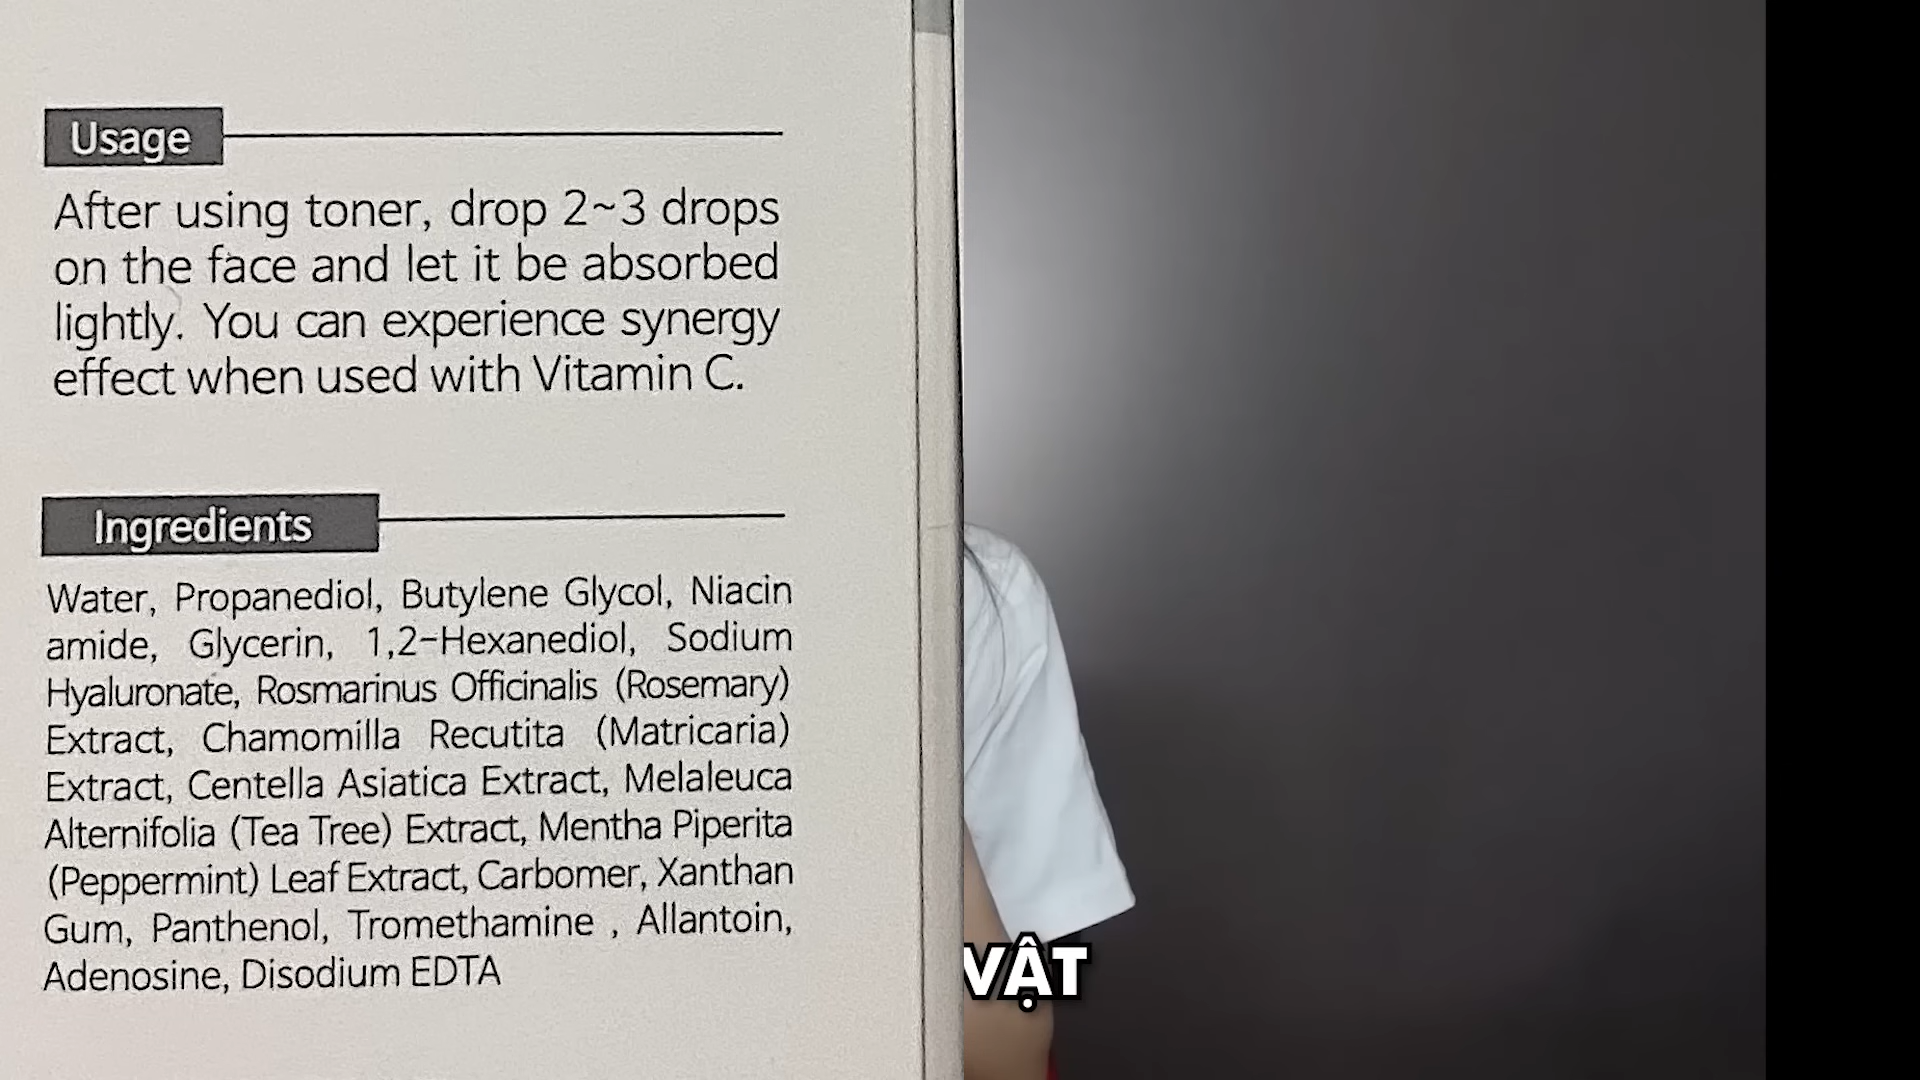 Usage
After using toner, drop 2~3 drops
on the face and let it be absorbed
lightly. You can experience synergy
effect when used with Vitamin C.
Ingredients
Water, Propanediol, Butylene Glycol, Niacin
amide, Glycerin, 1,2-Hexanediol, Sodium
Hyaluronate, Rosmarinus Officinalis (Rosemary)
Extract, Chamomilla Recutita (Matricaria)
Extract, Centella Asiatica Extract, Melaleuca
Alternifolia (Tea Tree) Extract, Mentha Piperita
(Peppermint) Leaf Extract, Carbomer, Xanthan
Gum, Panthenol, Tromethamine , Allantoin,
Adenosine, Disodium EDTA
VẬT